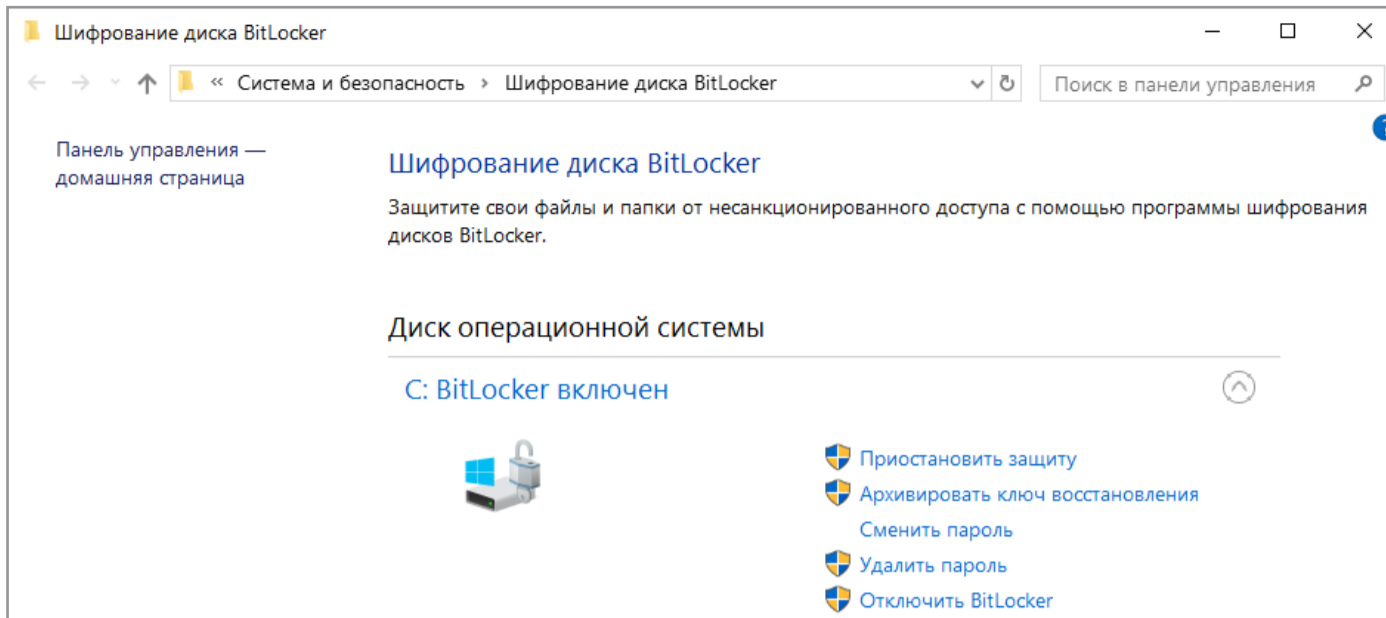 Шифрование диска BitLocker
« Система и безопасность › Шифрование диска BitLocker
Поиск в панели управления
Панель управления —
домашняя страница
Шифрование диска BitLocker
Защитите свои файлы и папки от несанкционированного доступа с помощью программы шифрования
дисков BitLocker.
Диск операционной системы
C: BitLocker включен
Приостановить защиту
Архивировать ключ восстановления
Сменить пароль
Удалить пароль
Отключить BitLocker